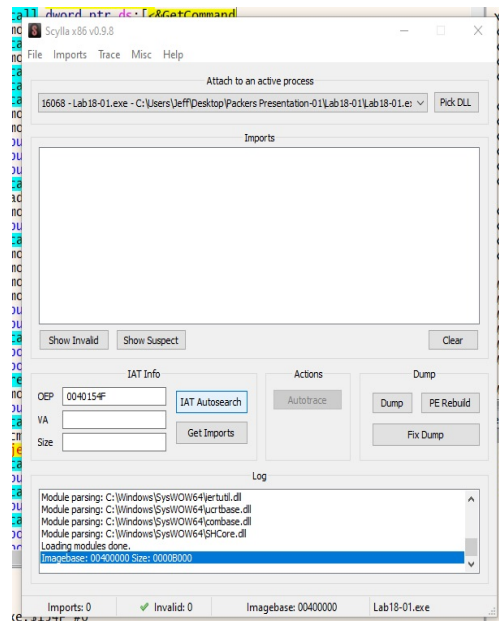 call dword ptr ds:[<&GetCommand
Scylla x86 v0.9.8
File Imports Trace Misc Help
Attach to an active process
16068 - Lab18-01.exe - C:\Users\Jeff\Desktop\Packers Presentation-01\Lab18-01\Lab18-01.e: Pick DLL
Imports
Show Invalid Show Suspect Clear
IAT Info Actions Dump
OEP 0040154F IAT Autosearch Autotrace Dump PE Rebuild
VA
Size Get Imports Fix Dump
Log
Module parsing: C:\Windows\SysWOW64\iertutil.dll
Module parsing: C:\Windows\SysWOW64\ucrtbase.dll
Module parsing: C:\Windows\SysWOW64\combase.dll
Module parsing: C:\Windows\SysWOW64\SHCore.dll
Loading modules done.
Imagebase: 00400000 Size: 0000B000
Imports: 0 Invalid: 0 Imagebase: 00400000 Lab18-01.exe